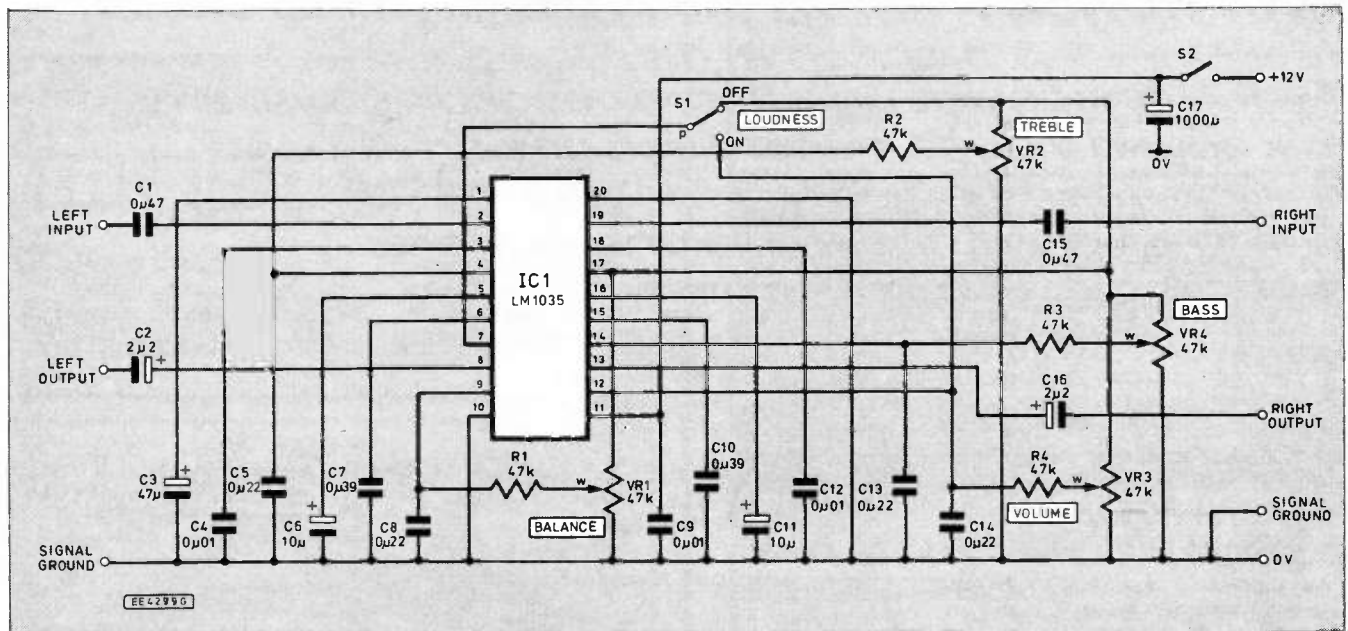 S2
+12V
C17
1000µ
0V
S1
P
OFF
ON
LOUDNESS
R2
47k
W
TREBLE
VR2
47k
LEFT
INPUT
C1
0µ47
1
2
3
4
5
6
7
8
9
10
IC1
LM1035
20
19
18
17
16
15
14
13
12
11
C15
0µ47
RIGHT
INPUT
R3
47k
W
BASS
VR4
47k
LEFT
OUTPUT
C2
2µ2
+
C16
2µ2
+
RIGHT
OUTPUT
C3
47µ
+
C4
0µ01
C5
0µ22
C6
10µ
+
C7
0µ39
C8
0µ22
R1
47k
W
VR1
47k
BALANCE
C9
0µ01
C10
0µ39
C11
10µ
+
C12
0µ01
C13
0µ22
C14
0µ22
R4
47k
W
VOLUME
VR3
47k
SIGNAL
GROUND
SIGNAL
GROUND
0V
EE4299G